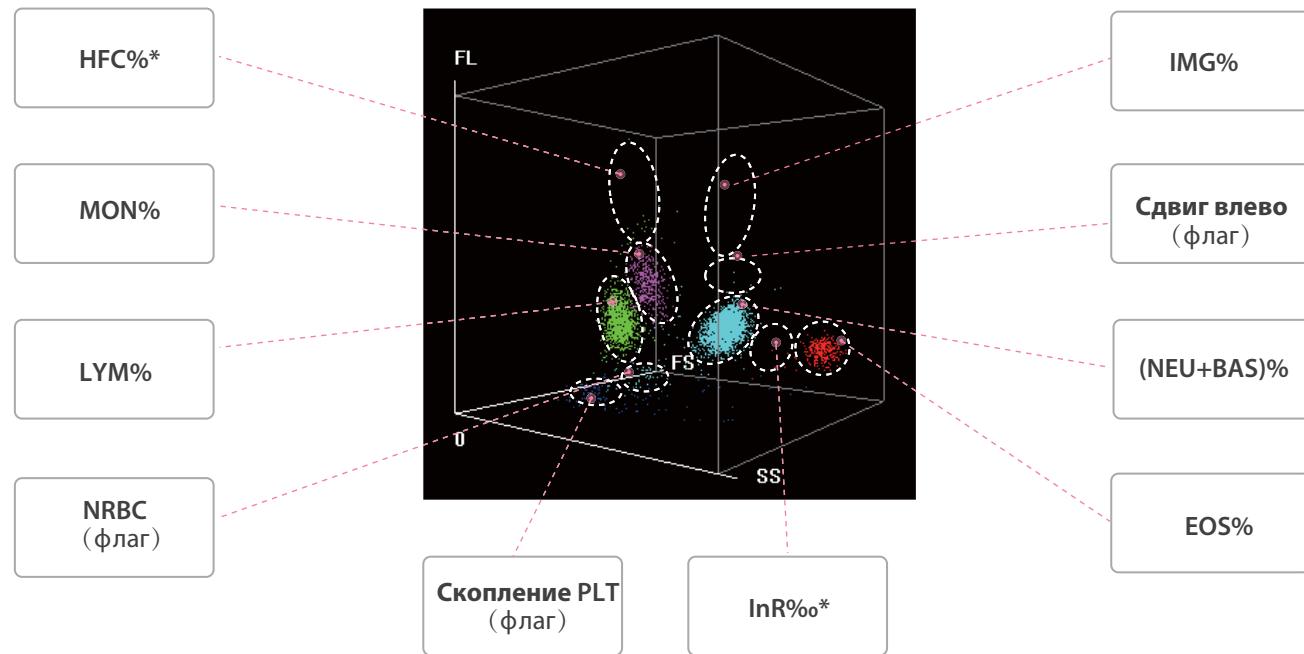 HFC%*
MON%
LYM%
NRBC
(флаг)
FL
FS
0
SS
Скопление PLT
(флаг)
InR‰*
IMG%
Сдвиг влево
(флаг)
(NEU+BAS)%
EOS%